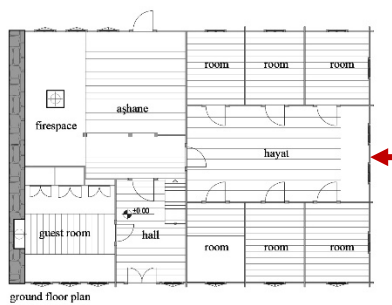 room room room
aşhane
firespace
hayat
±0.00
guest room hall room room room
ground floor plan